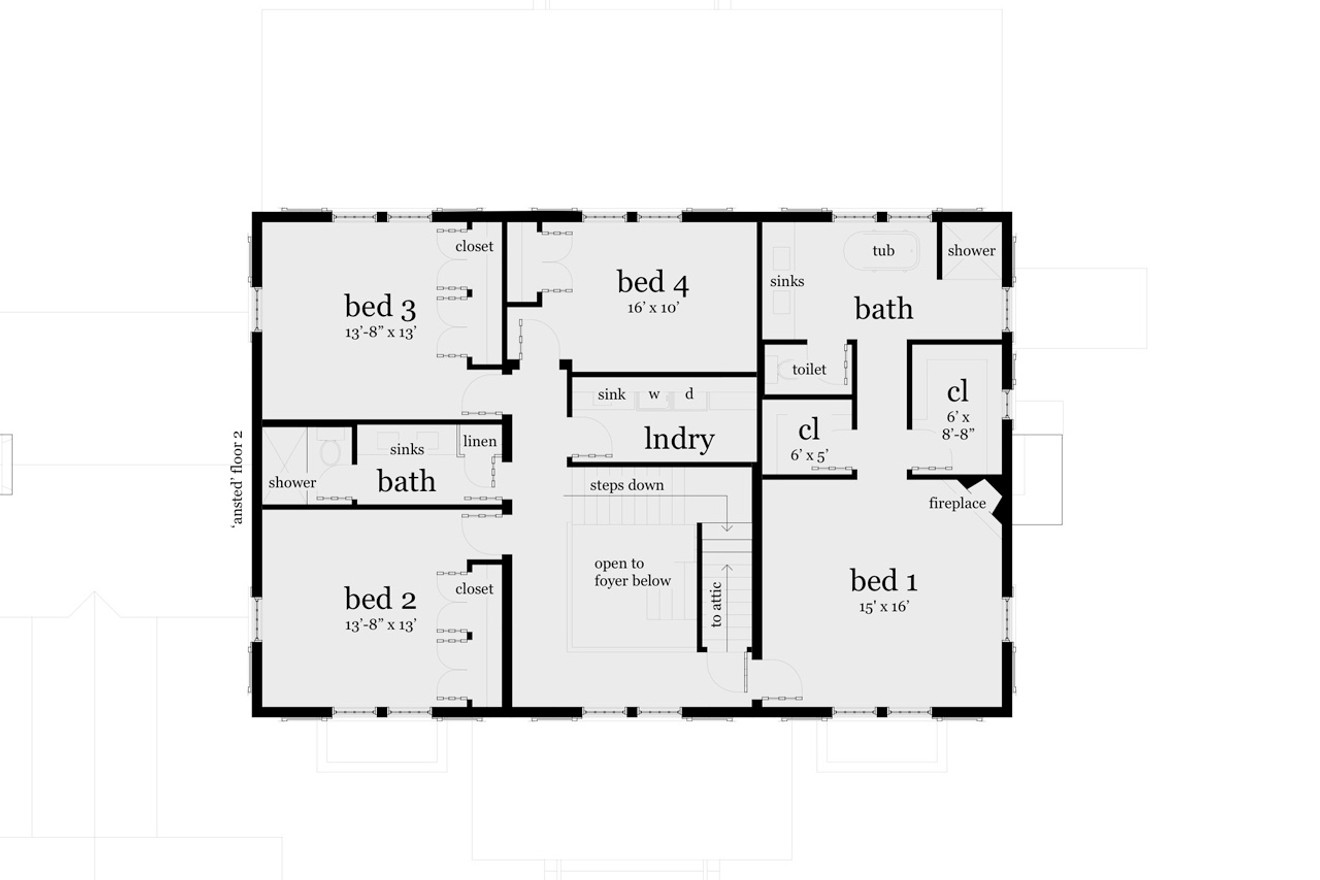 closet
bed 3
13’-8” x 13’
bed 4
16’ x 10’
sinks
tub
shower
bath
toilet
cl
6’ x 5’
cl
6’ x
8’-8”
sink
w
d
lndry
shower
sinks
linen
bath
‘ansted’ floor 2
steps down
open to
foyer below
to attic
fireplace
bed 1
15' x 16’
closet
bed 2
13’-8” x 13’